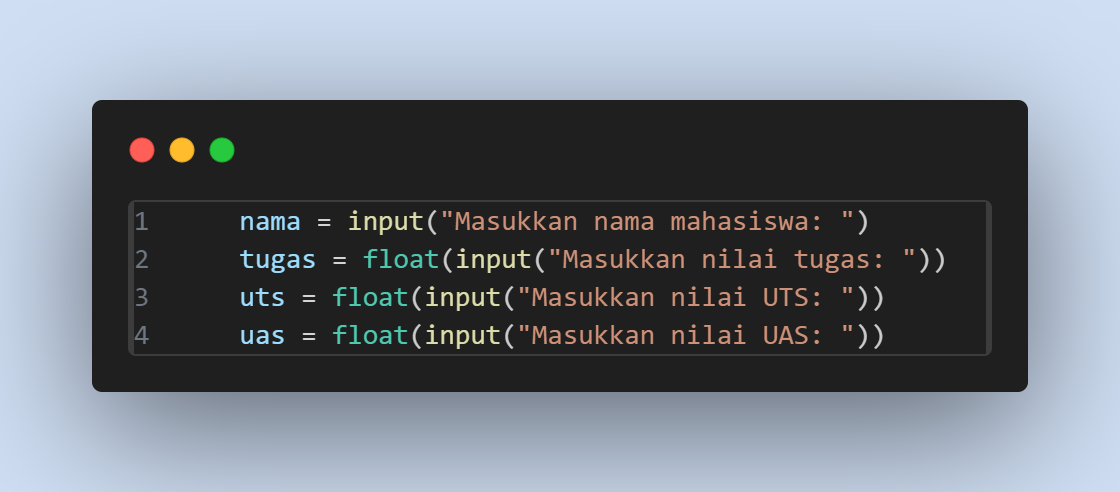 1 nama = input("Masukkan nama mahasiswa: ")
2 tugas = float(input("Masukkan nilai tugas: "))
3 uts = float(input("Masukkan nilai UTS: "))
4 uas = float(input("Masukkan nilai UAS: "))